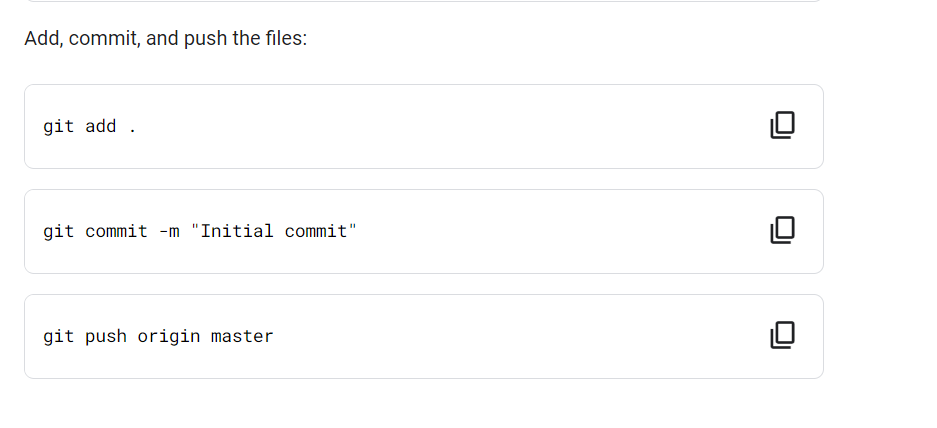 Add, commit, and push the files:
git add .
git commit -m "Initial commit"
git push origin master